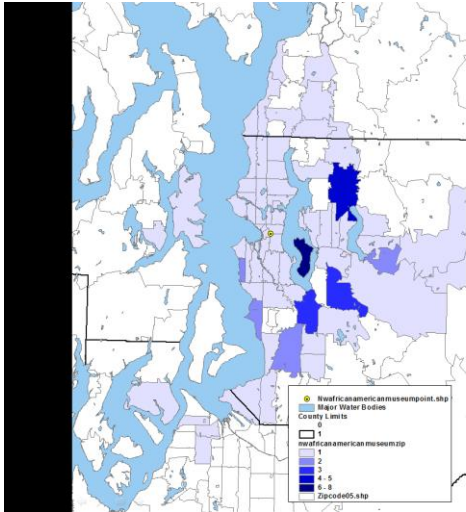 Nwafricanamericanmuseumpoint.shp
Major Water Bodies
County Limits
0
1
nwafricanamericanmuseumzip
1
2
3
4 - 5
6 - 8
Zipcode05.shp